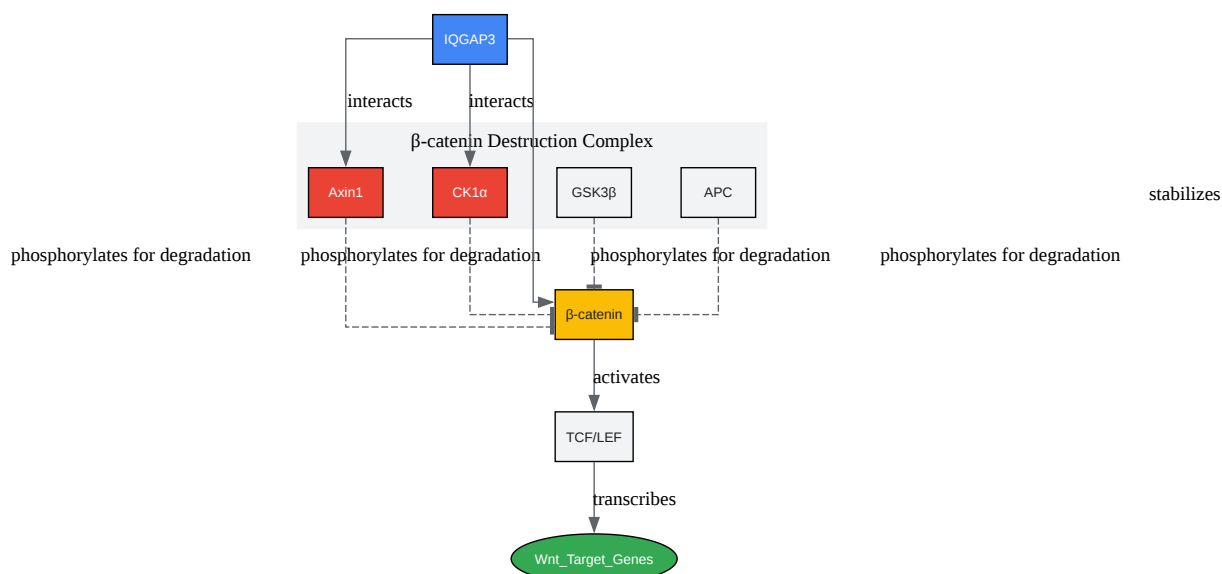 IQGAP3
interacts
interacts
β-catenin Destruction Complex
Axin1
CK1α
GSK3β
APC
stabilizes
phosphorylates for degradation
phosphorylates for degradation
phosphorylates for degradation
phosphorylates for degradation
β-catenin
activates
TCF/LEF
transcribes
Wnt_Target_Genes